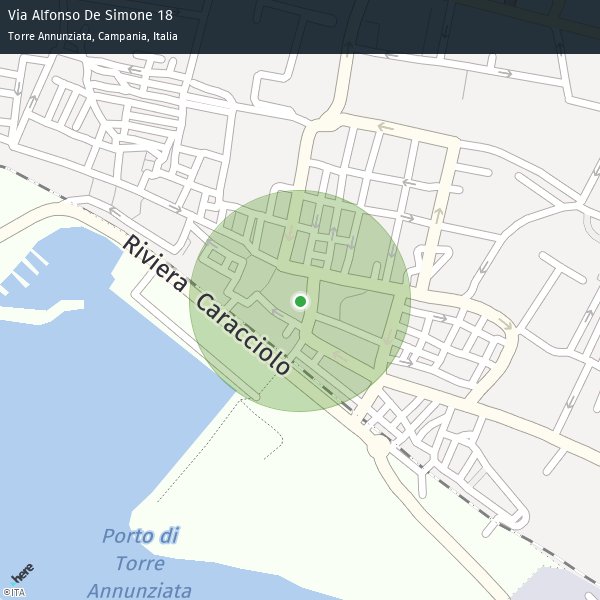 Via Alfonso De Simone 18
Torre Annunziata, Campania, Italia
Riviera Caracciolo
Porto di
Torre
Annunziata
here
©ITA